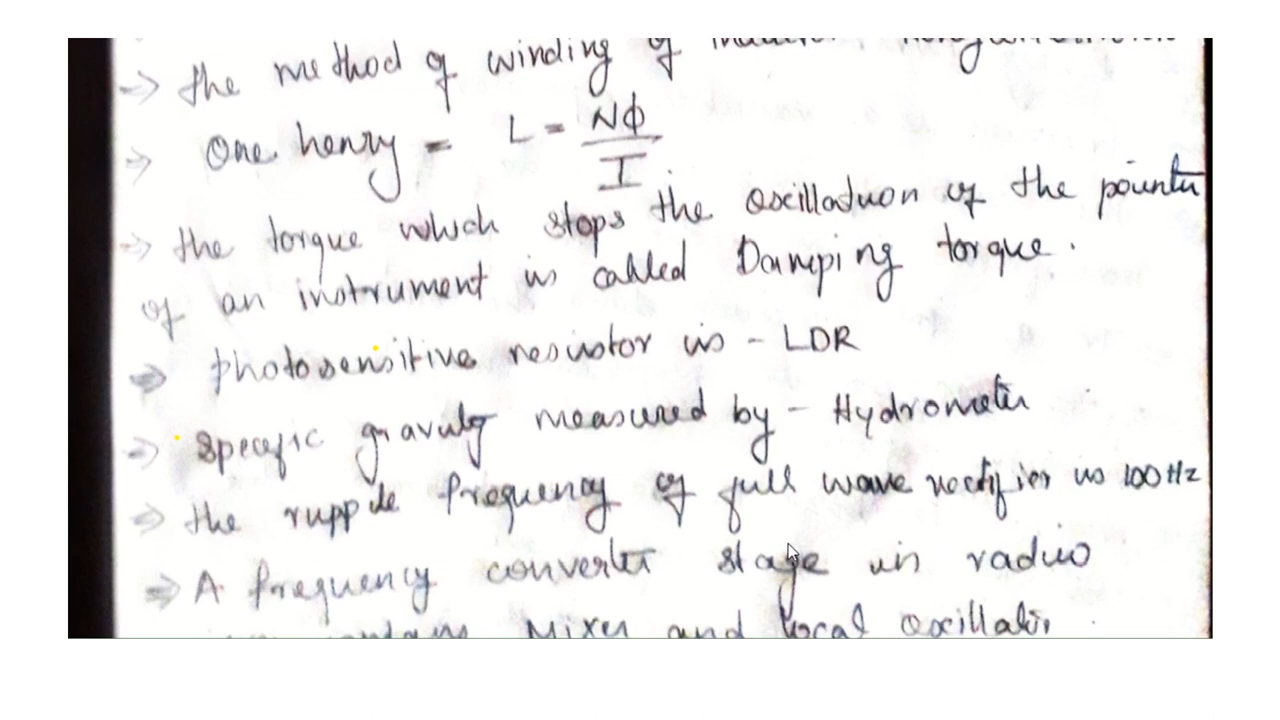 → the method of winding of
→ One henry = L = NΦ/I
→ the torque which stops the oscillation of the pointer
of an instrument is called Damping torque.
→ photosensitive resistor is - LDR
→ specific gravity measured by - Hydrometer
→ the ripple frequency of full wave rectifier is 100Hz
→ A frequency converter stage in radio
Mixer and local oscillator